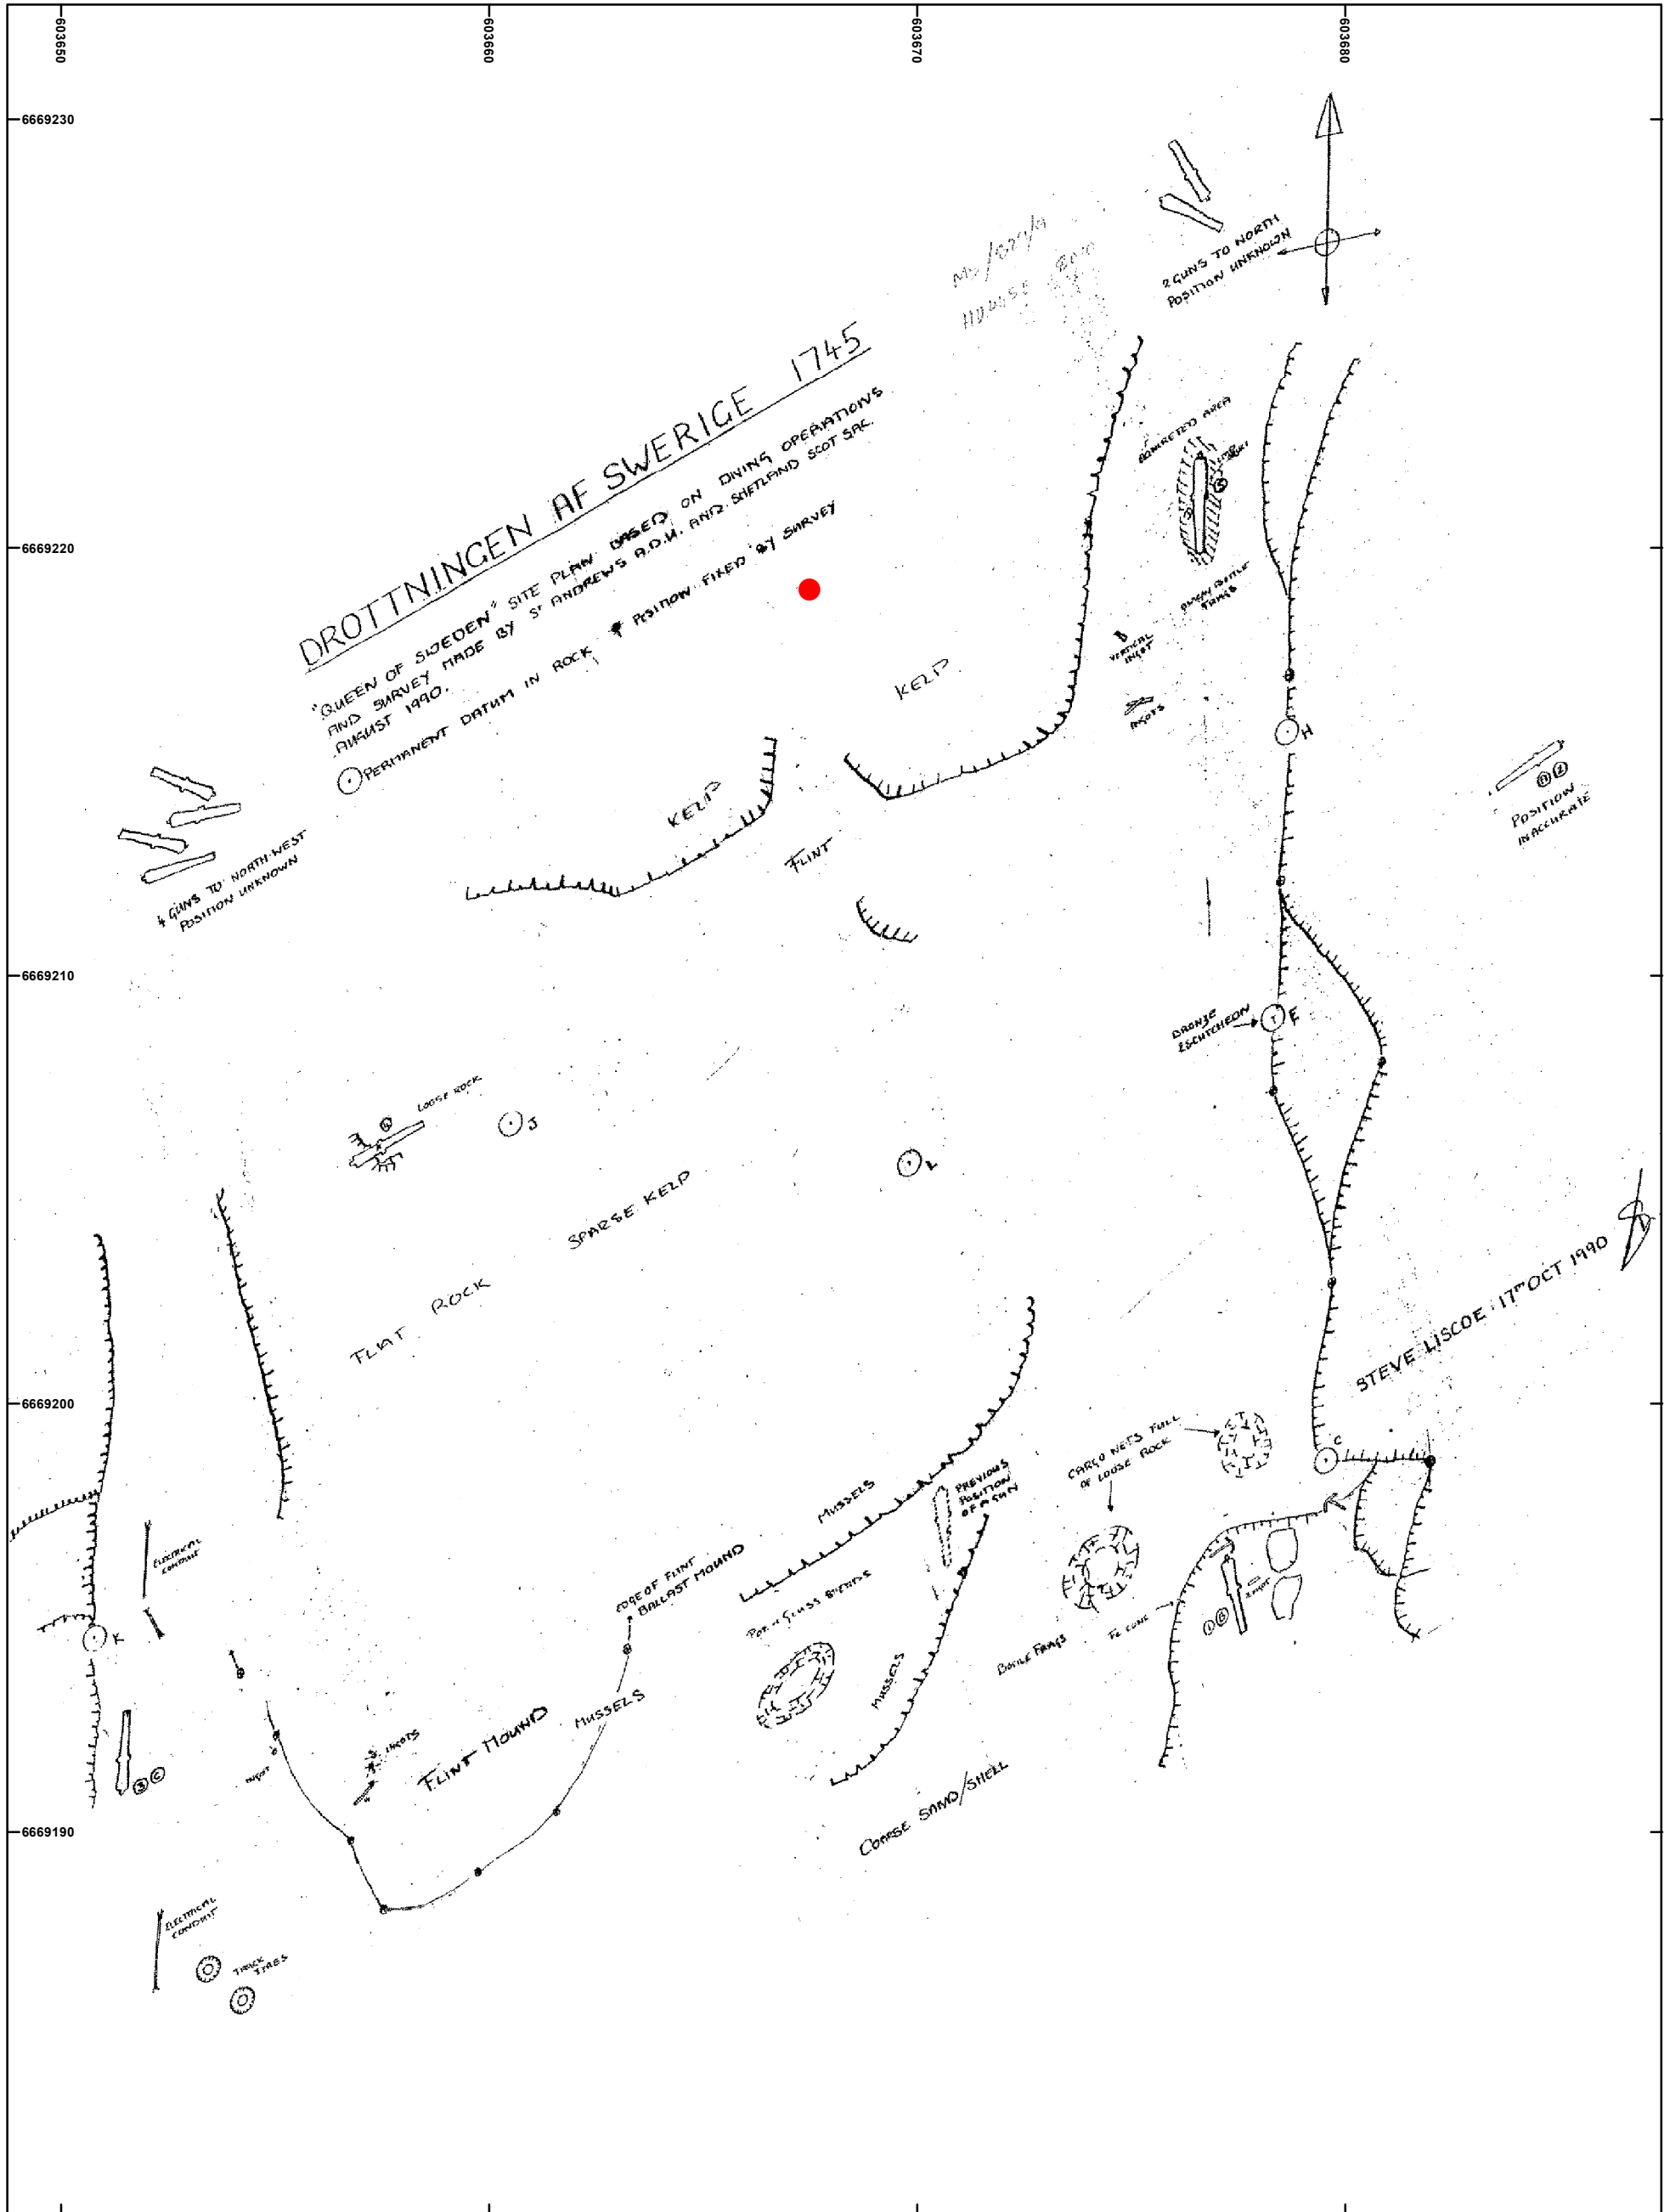 603650
603660
603670
603680
6669230
6669220
6669210
6669200
6669190
2 GUNS TO NORTH
POSITION UNKNOWN
DROTTNINGEN AF SWERIGE 1745
"QUEEN OF SWEDEN" SITE PLAN BASED ON DIVING OPERATIONS
AND SURVEY MADE BY ST ANDREWS A.D.U. AND SHETLAND SCOT SAC.
AUGUST 1990.
PERMANENT DATUM IN ROCK
POSITION FIXED BY SURVEY
CONCRETED AREA
VERTICAL
INGOT
INGOTS
KELP
KELP
FLINT
H
POSITION
INACCURATE
4 GUNS TO NORTH-WEST
POSITION UNKNOWN
BRONZE
ESCUTCHEON
E
LOOSE ROCK
J
L
SPARSE KELP
FLAT ROCK
STEVE LISCOE 17TH OCT 1990
CARGO NETS FULL
OF LOOSE ROCK
C
PREVIOUS
POSITION
OF A GUN
MUSSELS
ELECTRICAL
CONDUIT
EDGE OF FLINT
BALLAST MOUND
K
MUSSELS
BOTTLE FRAGS
MUSSELS
INGOTS
INGOT
FLINT MOUND
COARSE SAND/SHELL
ELECTRICAL
CONDUIT
TRUCK
TYRES